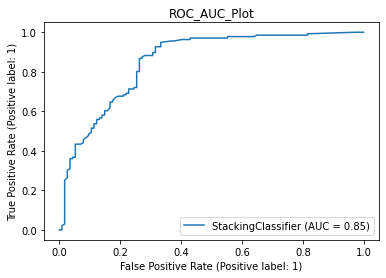 ROC_AUC_Plot
1.0
0.8
0.6
0.4
0.2
0.0
True Positive Rate (Positive label: 1)
StackingClassifier (AUC = 0.85)
0.0 0.2 0.4 0.6 0.8 1.0
False Positive Rate (Positive label: 1)